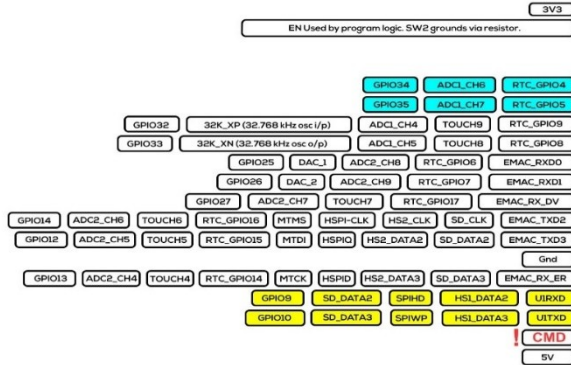 3V3
EN Used by program logic. SW2 grounds via resistor.
GPIO34 ADC1_CH6 RTC_GPIO4
GPIO35 ADC1_CH7 RTC_GPIO5
GPIO32 32K_XP (32.768 kHz osc i/p) ADC1_CH4 TOUCH9 RTC_GPIO9
GPIO33 32K_XN (32.768 kHz osc o/p) ADC1_CH5 TOUCH8 RTC_GPIO8
GPIO25 DAC_1 ADC2_CH8 RTC_GPIO6 EMAC_RXD0
GPIO26 DAC_2 ADC2_CH9 RTC_GPIO7 EMAC_RXD1
GPIO27 ADC2_CH7 TOUCH7 RTC_GPIO17 EMAC_RX_DV
GPIO14 ADC2_CH6 TOUCH6 RTC_GPIO16 MTMS HSPI-CLK HS2_CLK SD_CLK EMAC_TXD2
GPIO12 ADC2_CH5 TOUCH5 RTC_GPIO15 MTDI HSPIQ HS2_DATA2 SD_DATA2 EMAC_TXD3
Gnd
GPIO13 ADC2_CH4 TOUCH4 RTC_GPIO14 MTCK HSPID HS2_DATA3 SD_DATA3 EMAC_RX_ER
GPIO9 SD_DATA2 SPIHD HS1_DATA2 U1RXD
GPIO10 SD_DATA3 SPIWP HS1_DATA3 U1TXD
! CMD
5V